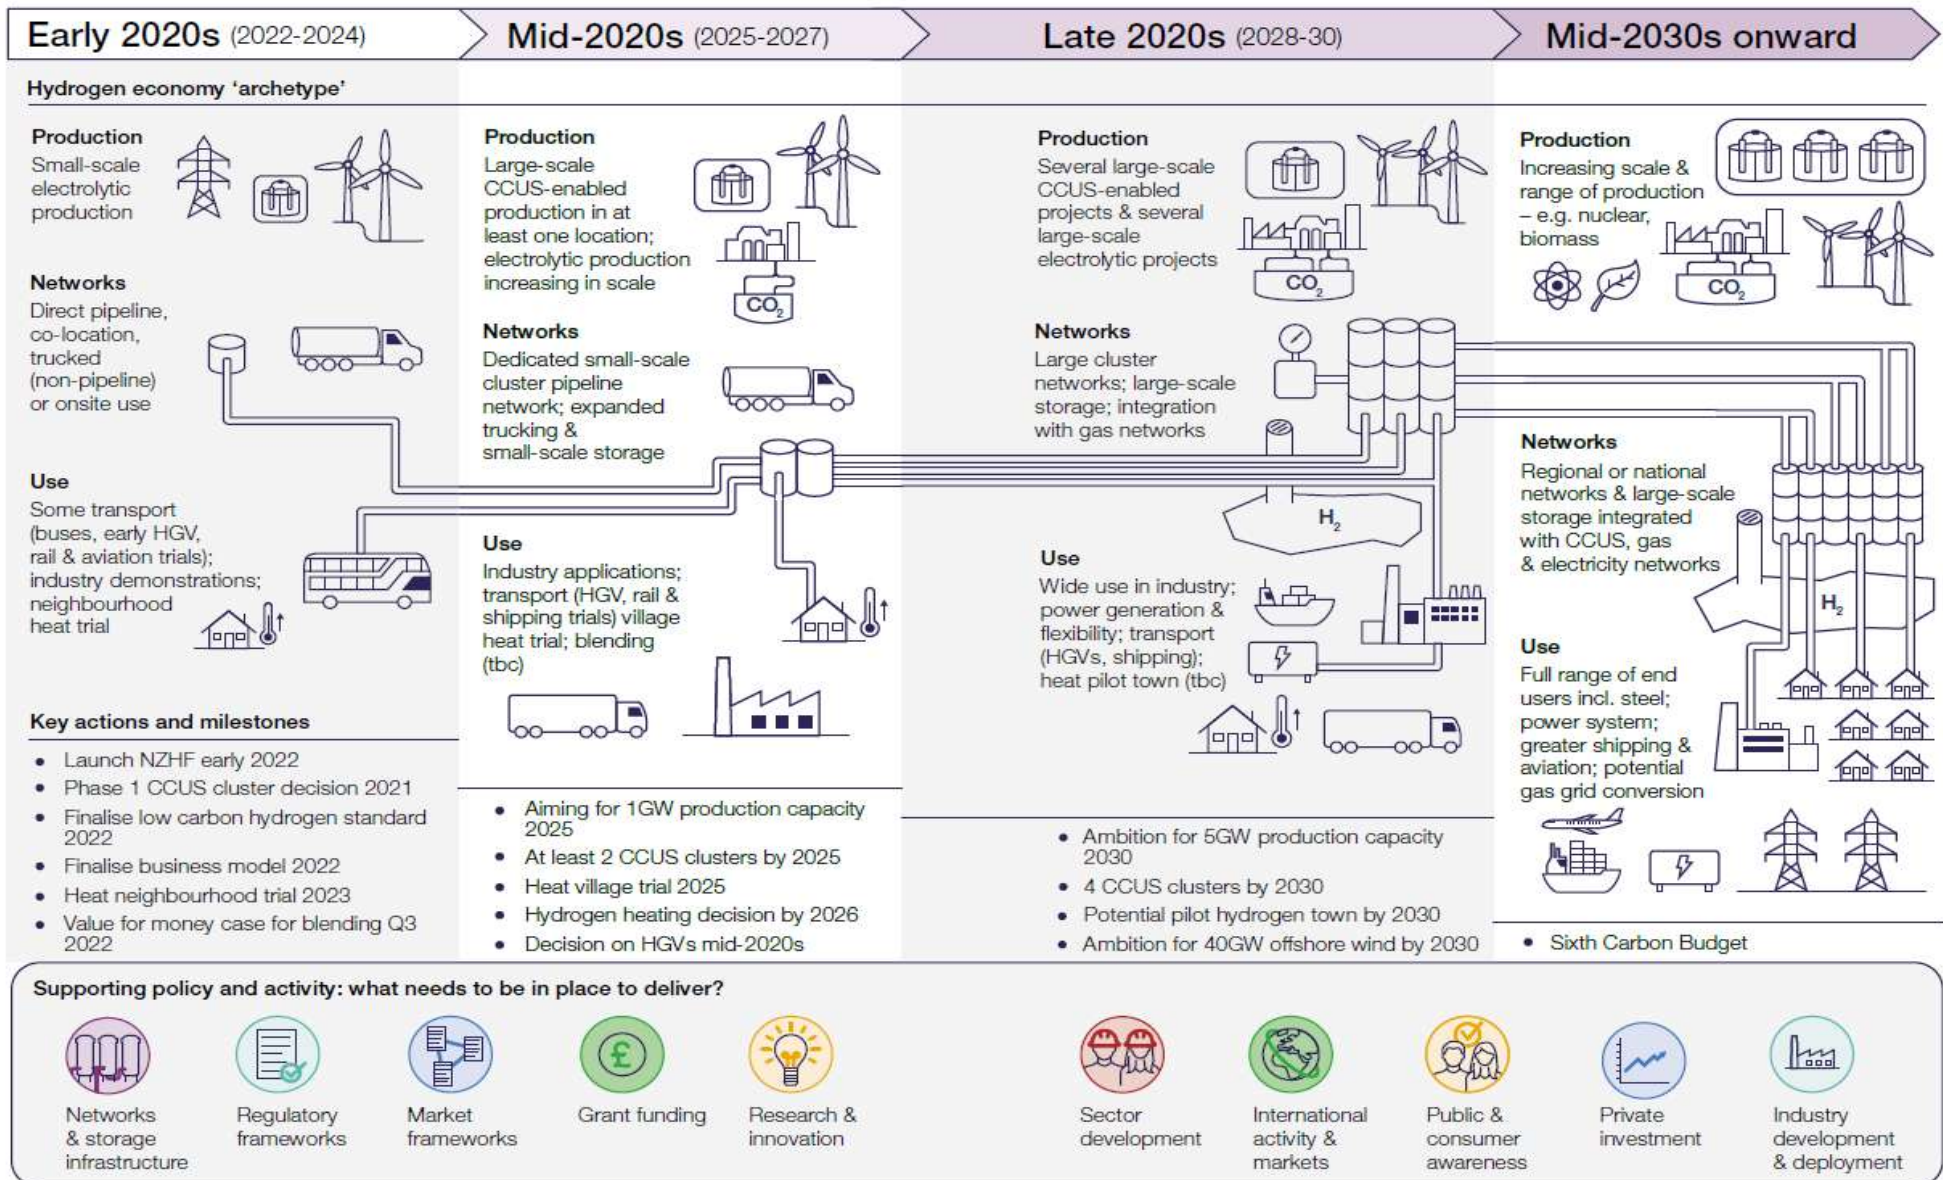 Early 2020s (2022-2024)
Mid-2020s (2025-2027)
Late 2020s (2028-30)
Mid-2030s onward
Hydrogen economy ‘archetype’
Production
Small-scale
electrolytic
production
Networks
Direct pipeline,
co-location,
trucked
(non-pipeline)
or onsite use
Use
Some transport
(buses, early HGV,
rail & aviation trials);
industry demonstrations;
neighbourhood
heat trial
Key actions and milestones
• Launch NZHF early 2022
• Phase 1 CCUS cluster decision 2021
• Finalise low carbon hydrogen standard
2022
• Finalise business model 2022
• Heat neighbourhood trial 2023
• Value for money case for blending Q3
2022
Production
Large-scale
CCUS-enabled
production in at
least one location;
electrolytic production
increasing in scale
CO2
Networks
Dedicated small-scale
cluster pipeline
network; expanded
trucking &
small-scale storage
Use
Industry applications;
transport (HGV, rail &
shipping trials) village
heat trial; blending
(tbc)
• Aiming for 1GW production capacity
2025
• At least 2 CCUS clusters by 2025
• Heat village trial 2025
• Hydrogen heating decision by 2026
• Decision on HGVs mid-2020s
Production
Several large-scale
CCUS-enabled
projects & several
large-scale
electrolytic projects
CO2
Networks
Large cluster
networks; large-scale
storage; integration
with gas networks
H2
Use
Wide use in industry;
power generation &
flexibility; transport
(HGVs, shipping);
heat pilot town (tbc)
• Ambition for 5GW production capacity
2030
• 4 CCUS clusters by 2030
• Potential pilot hydrogen town by 2030
• Ambition for 40GW offshore wind by 2030
Production
Increasing scale &
range of production
– e.g. nuclear,
biomass
CO2
Networks
Regional or national
networks & large-scale
storage integrated
with CCUS, gas
& electricity networks
H2
Use
Full range of end
users incl. steel;
power system;
greater shipping &
aviation; potential
gas grid conversion
• Sixth Carbon Budget
Supporting policy and activity: what needs to be in place to deliver?
£
Networks
& storage
infrastructure
Regulatory
frameworks
Market
frameworks
Grant funding
Research &
innovation
Sector
development
International
activity &
markets
Public &
consumer
awareness
Private
investment
Industry
development
& deployment